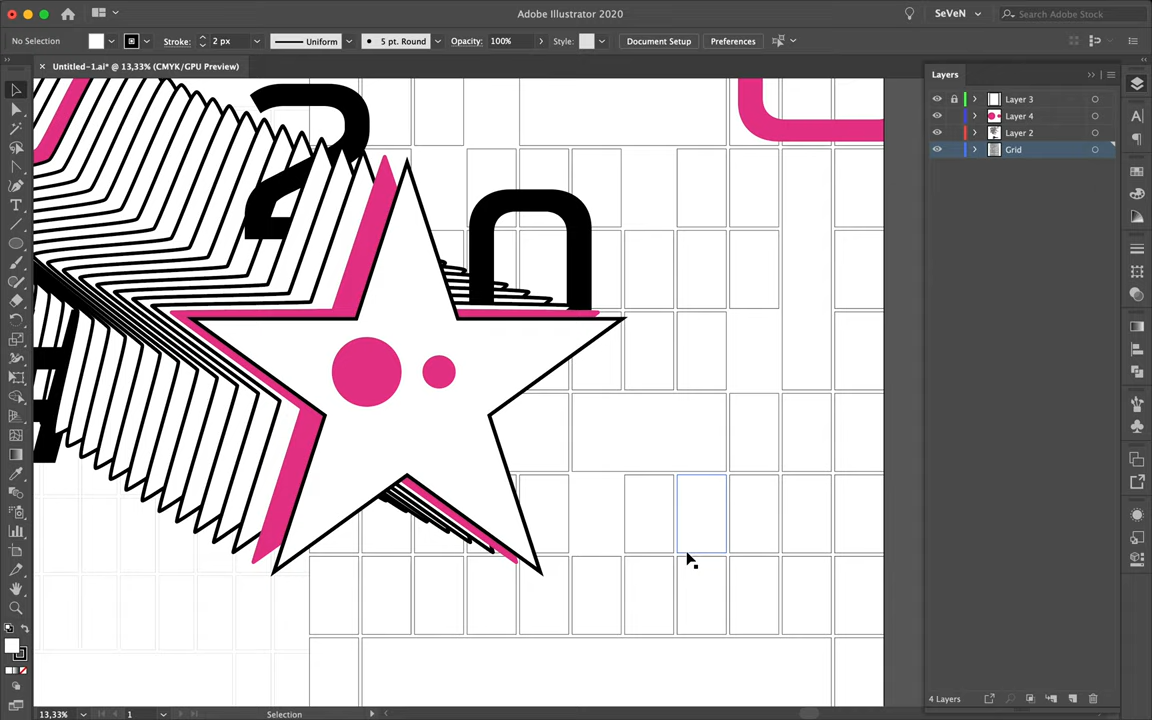 Adobe Illustrator 2020
SeVeN
Search Adobe Stock
No Selection
Stroke:
2 px
Uniform
5 pt. Round
Opacity:
100%
Style:
Document Setup
Preferences
× Untitled-1.ai* @ 13,33% (CMYK/GPU Preview)
Layers
Layer 3
Layer 4
Layer 2
Grid
4 Layers
13,33%
1
Selection